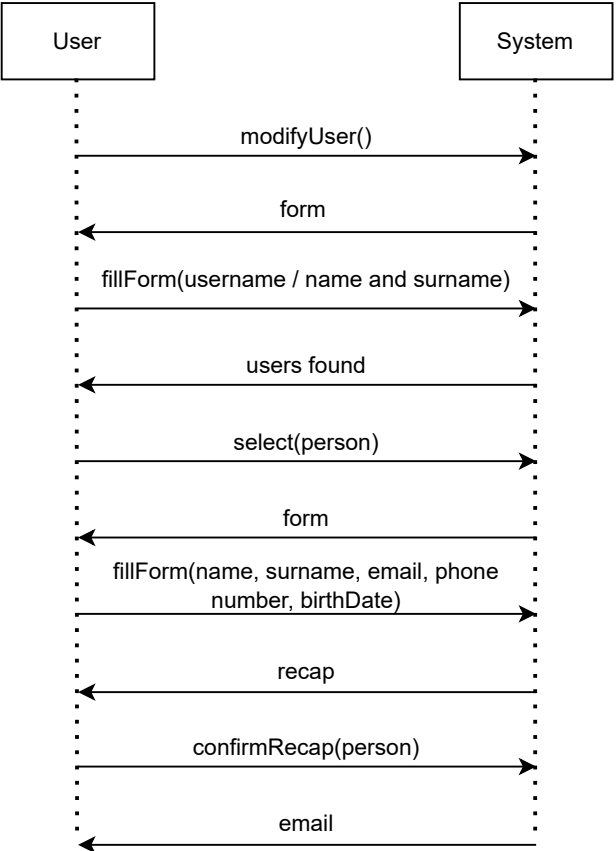 User
System
modifyUser()
form
fillForm(username / name and surname)
users found
select(person)
form
fillForm(name, surname, email, phone
number, birthDate)
recap
confirmRecap(person)
email